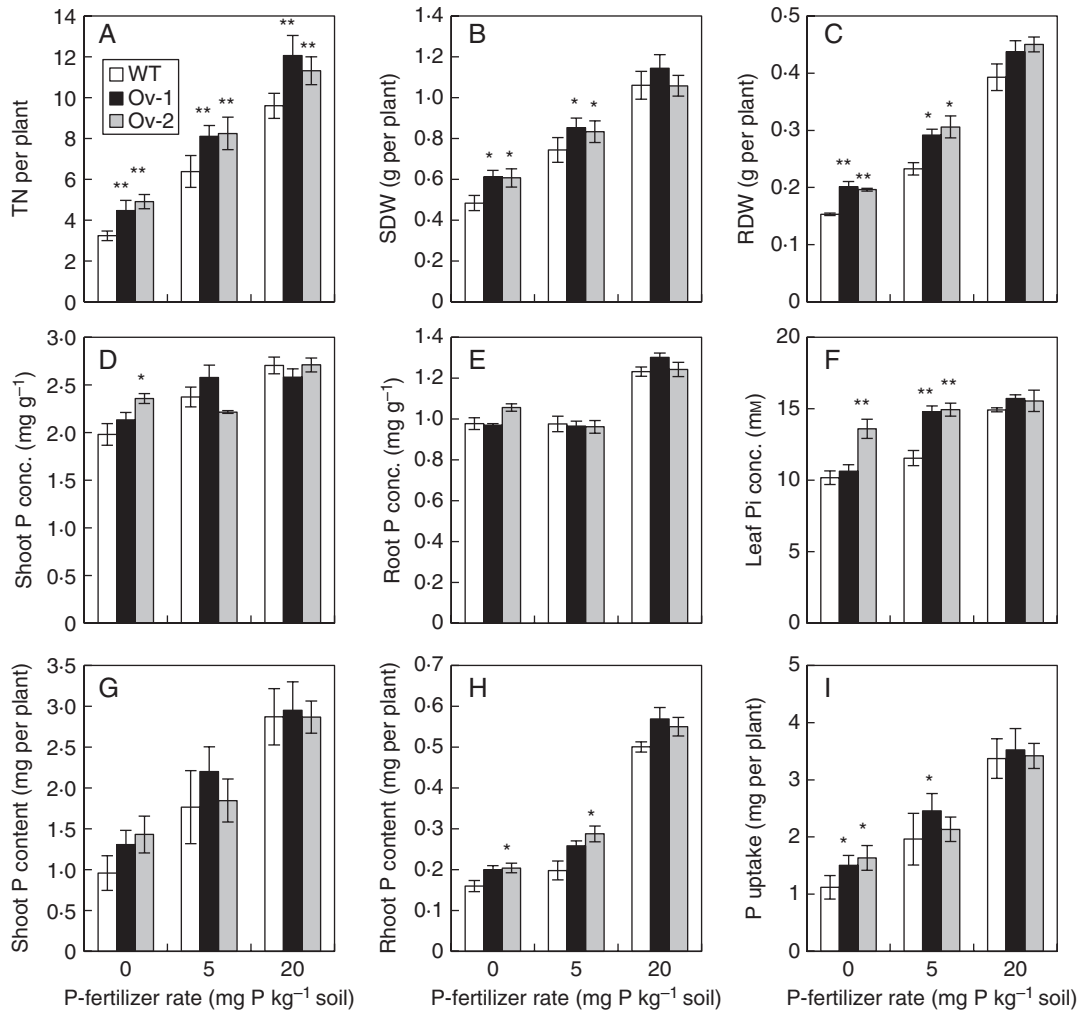 A
TN per plant
14
12
10
8
6
4
2
0
WT
Ov-1
Ov-2
** **
** **
** **
B
SDW (g per plant)
1·4
1·2
1·0
0·8
0·6
0·4
0·2
0
* *
* *
C
RDW (g per plant)
0·5
0·4
0·3
0·2
0·1
0
** **
* *
D
Shoot P conc. (mg g⁻¹)
3·0
2·5
2·0
1·5
1·0
0·5
0
*
E
Root P conc. (mg g⁻¹)
1·4
1·2
1·0
0·8
0·6
0·4
0·2
0
F
Leaf Pi conc. (mM)
20
15
10
5
0
**
** **
G
Shoot P content (mg per plant)
3·5
3·0
2·5
2·0
1·5
1·0
0·5
0
0 5 20
P-fertilizer rate (mg P kg⁻¹ soil)
H
Rhoot P content (mg per plant)
0·7
0·6
0·5
0·4
0·3
0·2
0·1
0
*
*
0 5 20
P-fertilizer rate (mg P kg⁻¹ soil)
I
P uptake (mg per plant)
5
4
3
2
1
0
* *
*
0 5 20
P-fertilizer rate (mg P kg⁻¹ soil)